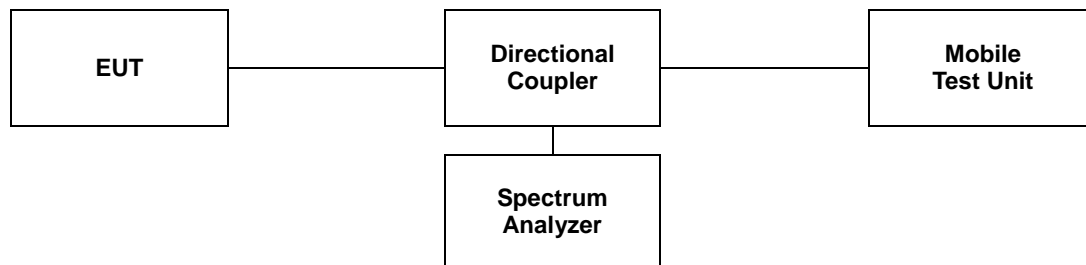 EUT
Directional
Coupler
Mobile
Test Unit
Spectrum
Analyzer